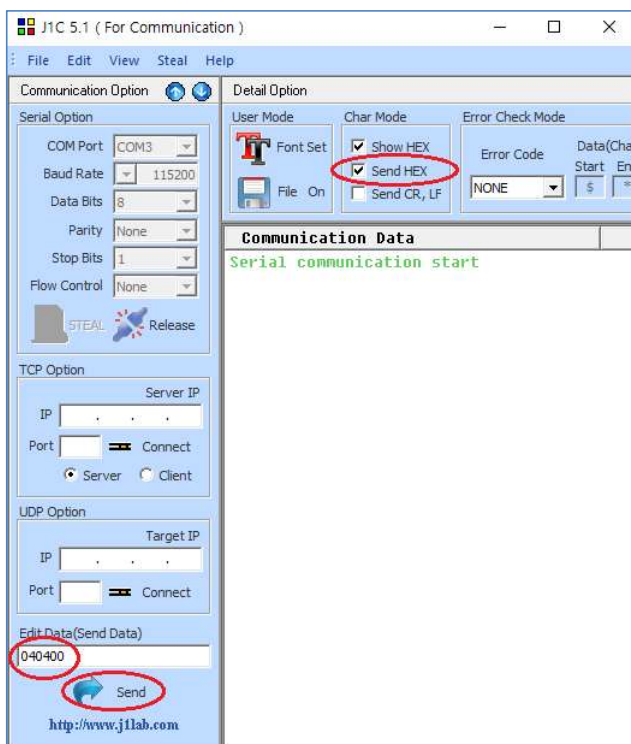 J1C 5.1 ( For Communication )
File Edit View Steal Help
Communication Option
Serial Option
COM Port COM3
Baud Rate 115200
Data Bits 8
Parity None
Stop Bits 1
Flow Control None
STEAL Release
TCP Option
Server IP
IP . . .
Port Connect
Server Client
UDP Option
Target IP
IP . . .
Port Connect
Edit Data(Send Data)
040400
Send
http://www.j1lab.com
Detail Option
User Mode
Font Set
File On
Char Mode
Show HEX
Send HEX
Send CR, LF
Error Check Mode
Error Code
NONE
Start
$ *
Communication Data
Serial communication start